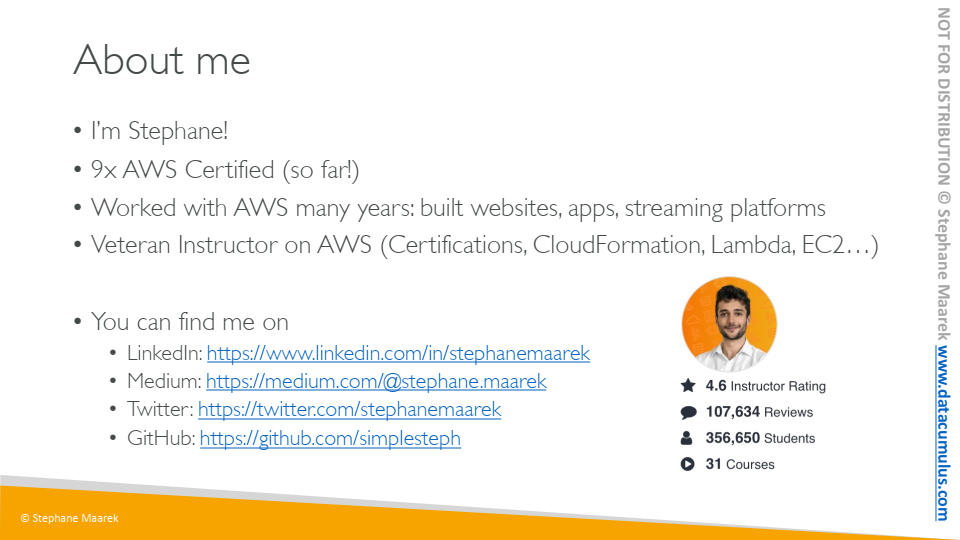 About me
• I'm Stephane!
• 9x AWS Certified (so far!)
• Worked with AWS many years: built websites, apps, streaming platforms
• Veteran Instructor on AWS (Certifications, CloudFormation, Lambda, EC2…)
• You can find me on
• LinkedIn: https://www.linkedin.com/in/stephanemaarek
• Medium: https://medium.com/@stephane.maarek
• Twitter: https://twitter.com/stephanemaarek
• GitHub: https://github.com/simplesteph
4.6 Instructor Rating
107,634 Reviews
356,650 Students
31 Courses
© Stephane Maarek
NOT FOR DISTRIBUTION © Stephane Maarek www.datacumulus.com